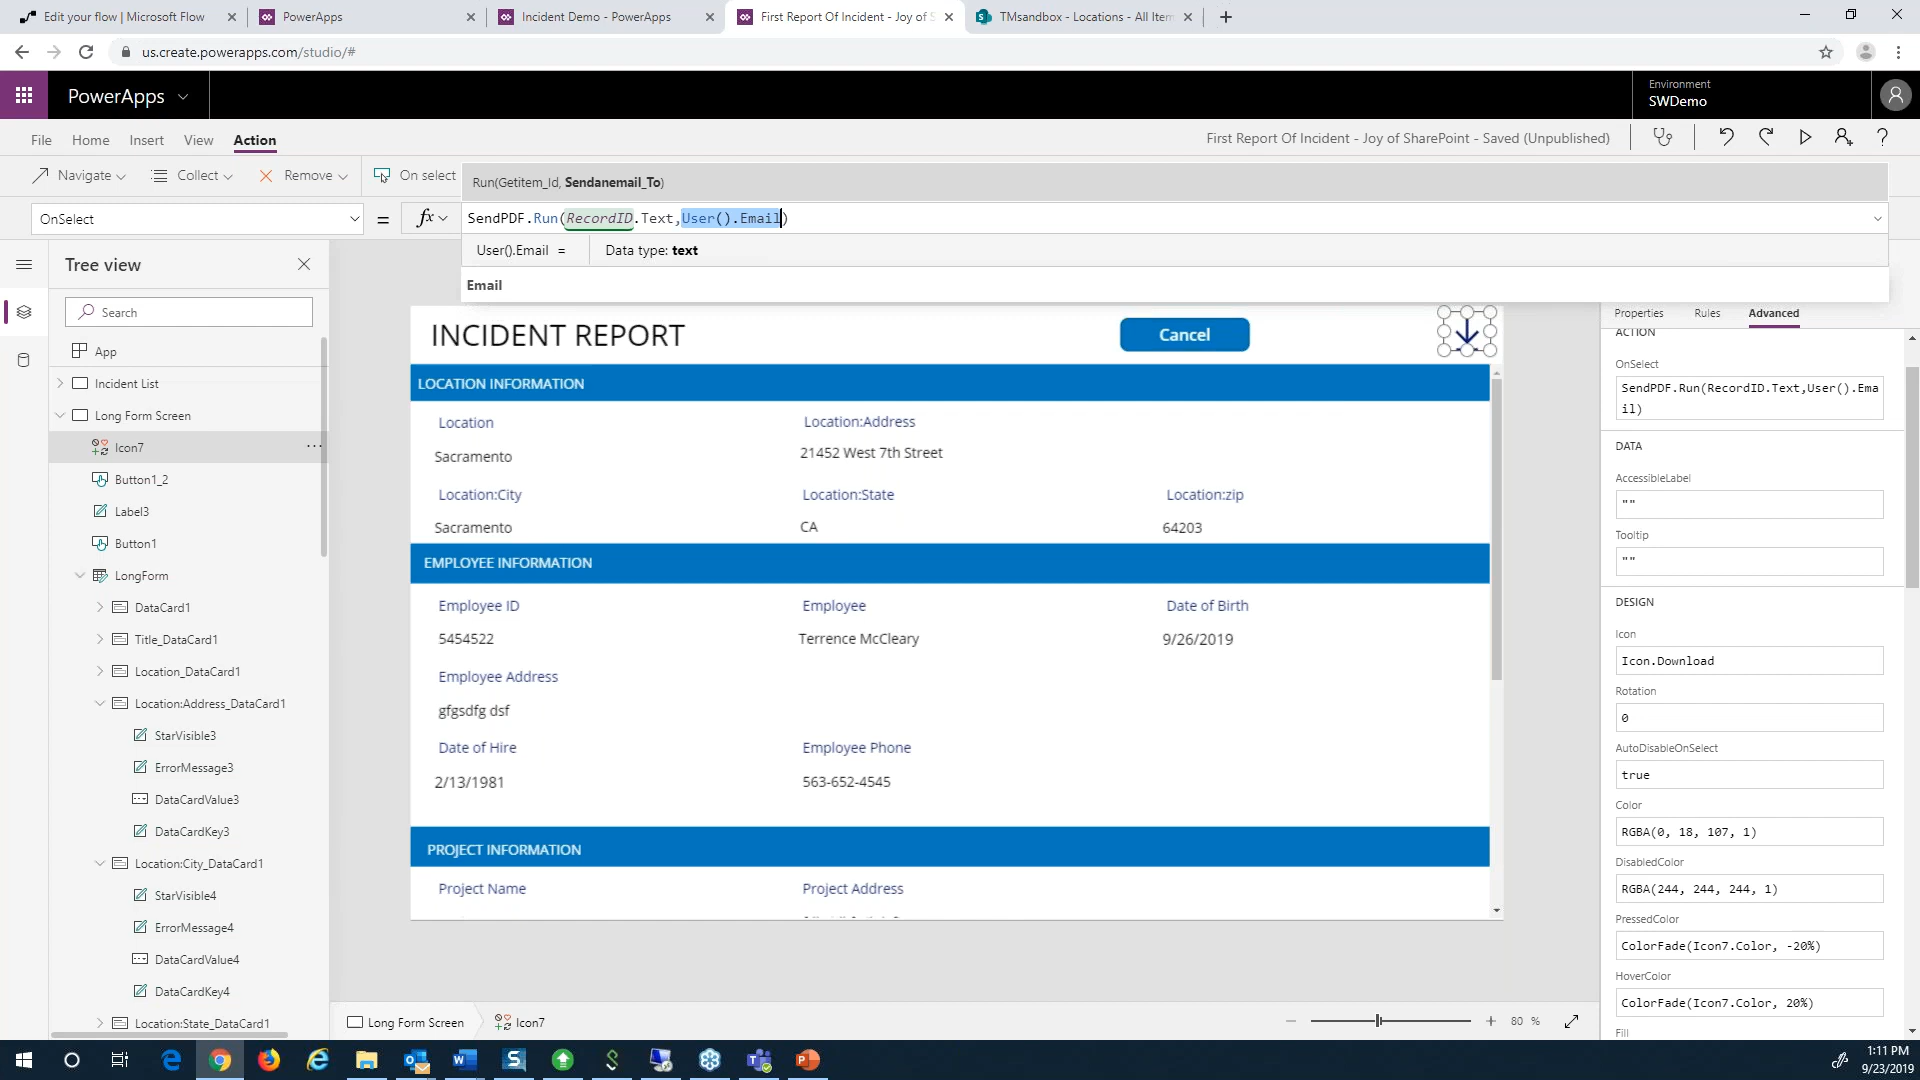 Edit your flow | Microsoft Flow
PowerApps
Incident Demo - PowerApps
First Report Of Incident - Joy of S
TMsandbox - Locations - All Item
us.create.powerapps.com/studio/#
PowerApps
Environment
SWDemo
File
Home
Insert
View
Action
First Report Of Incident - Joy of SharePoint - Saved (Unpublished)
Navigate
Collect
Remove
On select
Run(Getitem_Id, Sendanemail_To)
OnSelect
=
fx
SendPDF.Run(RecordID.Text,User().Email)
User().Email =
Data type: text
Email
Tree view
Search
App
Incident List
Long Form Screen
Icon7
Button1_2
Label3
Button1
LongForm
DataCard1
Title_DataCard1
Location_DataCard1
Location:Address_DataCard1
StarVisible3
ErrorMessage3
DataCardValue3
DataCardKey3
Location:City_DataCard1
StarVisible4
ErrorMessage4
DataCardValue4
DataCardKey4
Location:State_DataCard1
INCIDENT REPORT
Cancel
LOCATION INFORMATION
Location
Location:Address
Sacramento
21452 West 7th Street
Location:City
Location:State
Location:zip
Sacramento
CA
64203
EMPLOYEE INFORMATION
Employee ID
Employee
Date of Birth
5454522
Terrence McCleary
9/26/2019
Employee Address
gfgsdfg dsf
Date of Hire
Employee Phone
2/13/1981
563-652-4545
PROJECT INFORMATION
Project Name
Project Address
Long Form Screen
Icon7
80 %
Properties
Rules
Advanced
ACTION
OnSelect
SendPDF.Run(RecordID.Text,User().Ema
il)
DATA
AccessibleLabel
""
Tooltip
""
DESIGN
Icon
Icon.Download
Rotation
0
AutoDisableOnSelect
true
Color
RGBA(0, 18, 107, 1)
DisabledColor
RGBA(244, 244, 244, 1)
PressedColor
ColorFade(Icon7.Color, -20%)
HoverColor
ColorFade(Icon7.Color, 20%)
Fill
1:11 PM
9/23/2019